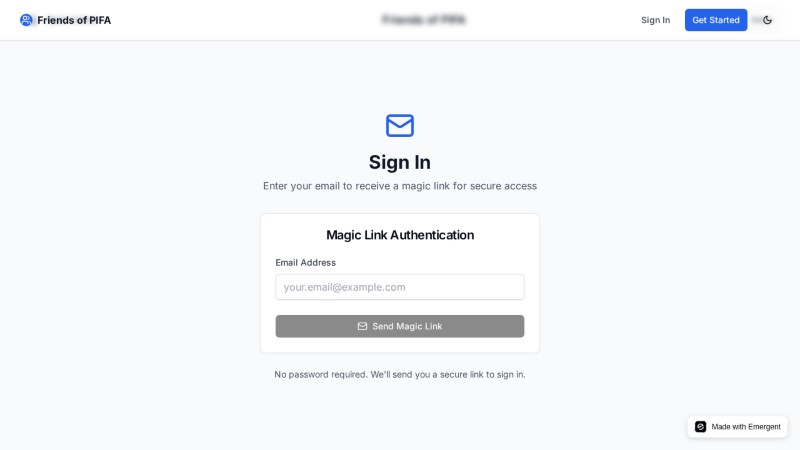 Friends of PIFA
Friends of PIFA
Sign In
Get Started
Sign In
Enter your email to receive a magic link for secure access
Magic Link Authentication
Email Address
your.email@example.com
Send Magic Link
No password required. We'll send you a secure link to sign in.
Made with Emergent